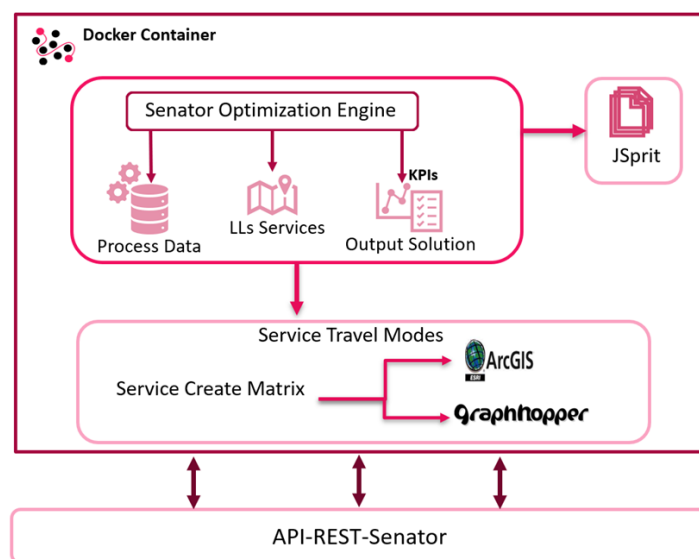 Docker Container
Senator Optimization Engine
JSprit
KPIs
Process Data
LLs Services
Output Solution
Service Travel Modes
ArcGIS
ESRI
Service Create Matrix
graphhopper
API-REST-Senator